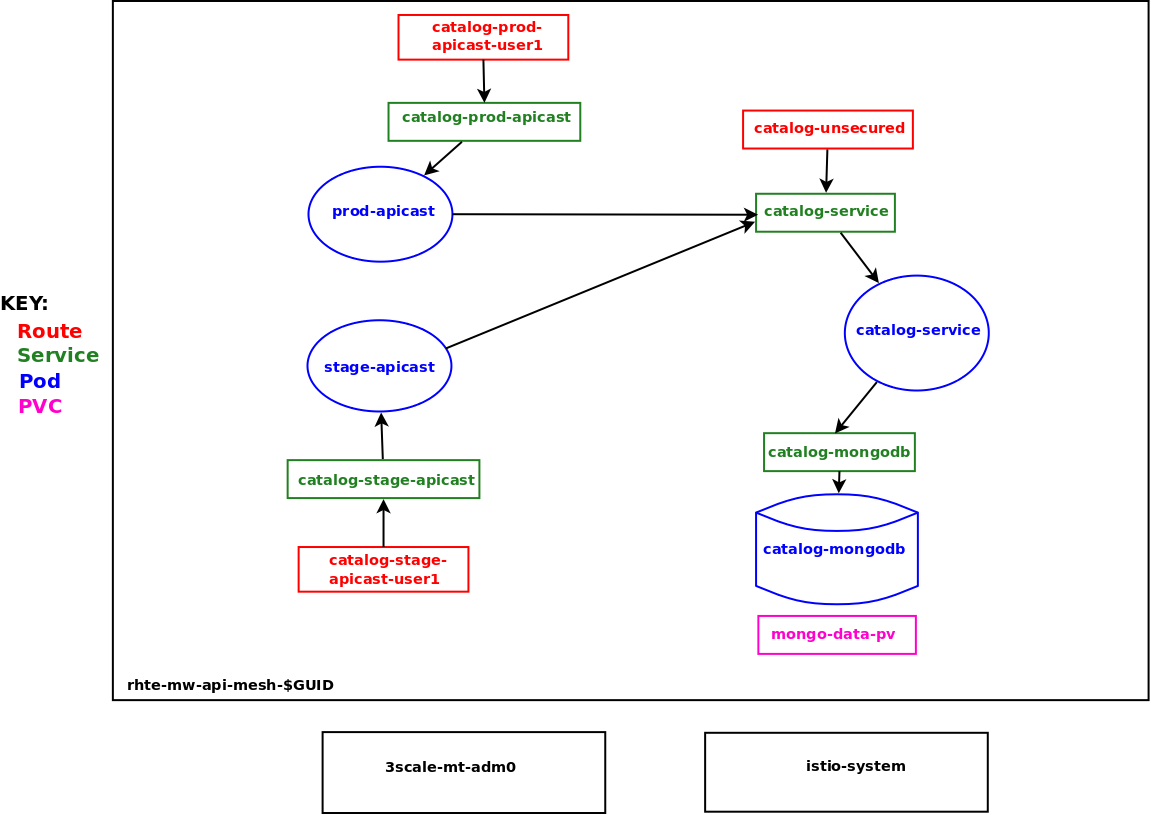 catalog-prod-
apicast-user1
catalog-prod-apicast
catalog-unsecured
prod-apicast
catalog-service
KEY:
Route
Service
Pod
PVC
catalog-service
stage-apicast
catalog-mongodb
catalog-stage-apicast
catalog-mongodb
catalog-stage-
apicast-user1
mongo-data-pv
rhte-mw-api-mesh-$GUID
3scale-mt-adm0
istio-system